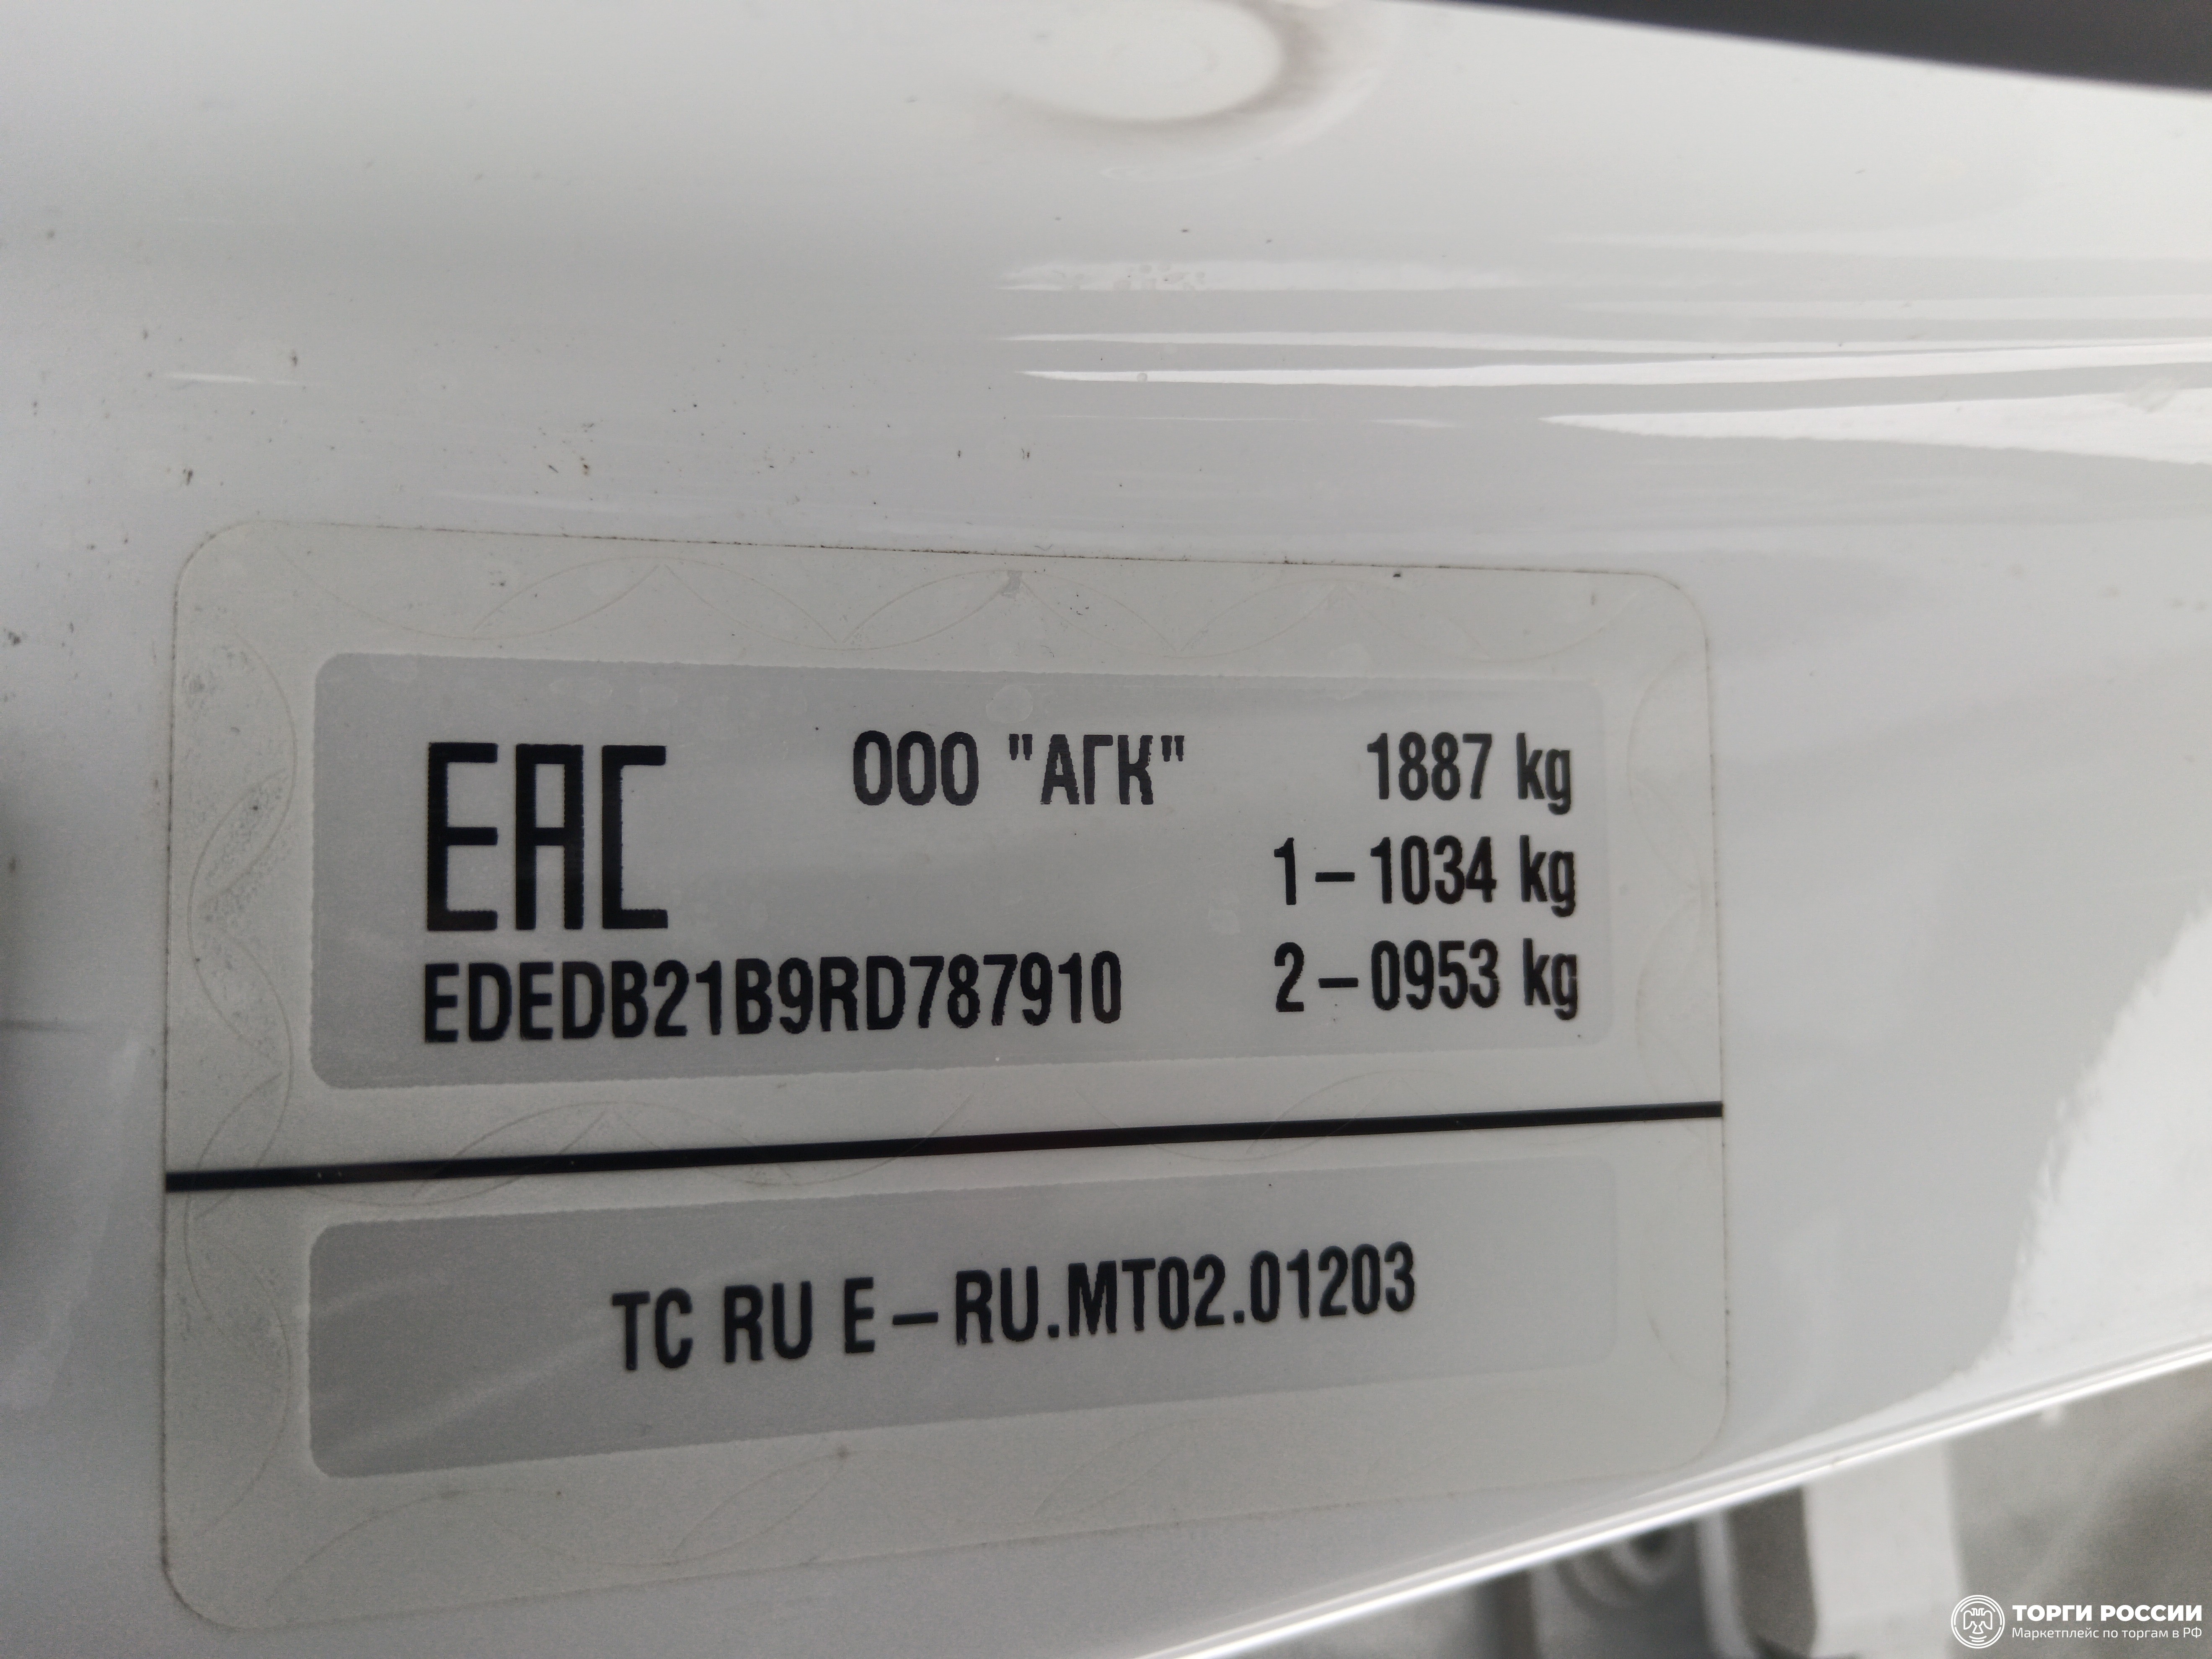 EAC
ООО "АГК"
1887 kg
1–1034 kg
EDEDB21B9RD787910
2–0953 kg
TC RU E–RU.MT02.01203
ТОРГИ РОССИИ
Маркетплейс по торгам в РФ